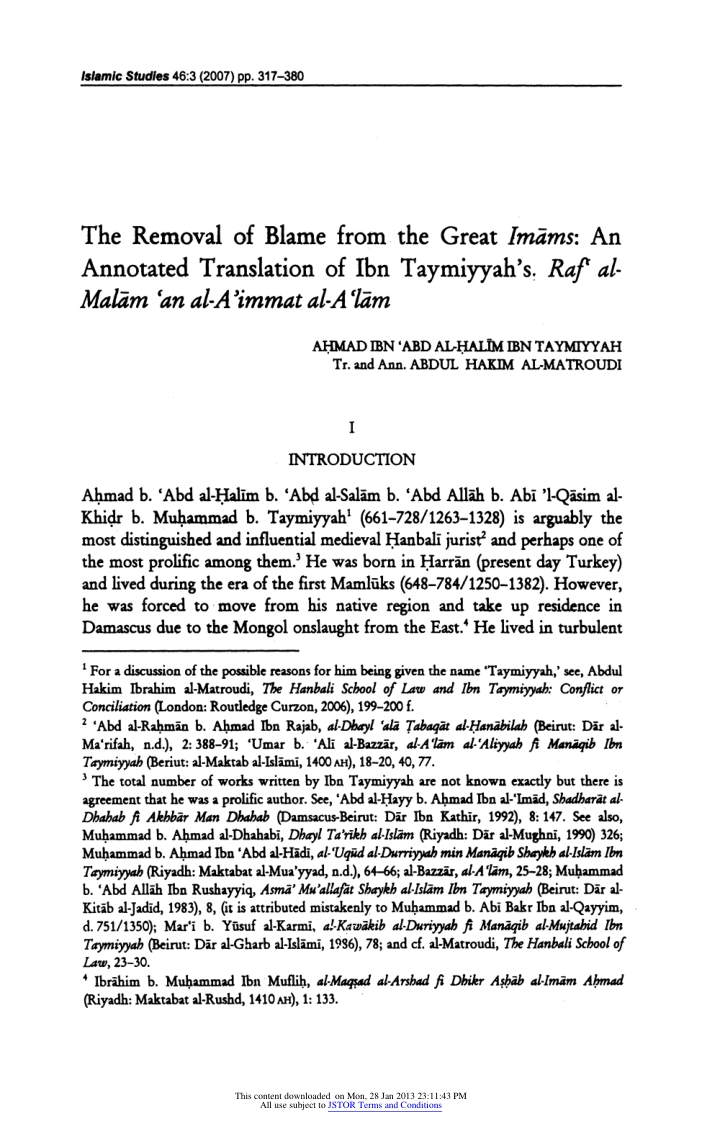 Islamic Studies 46:3 (2007) pp. 317–380
The Removal of Blame from the Great Imāms: An
Annotated Translation of Ibn Taymiyyah's. Raf‘ al-
Malām ‘an al-A’immat al-A‘lām
AḤMAD IBN ‘ABD AL-ḤALĪM IBN TAYMIYYAH
Tr. and Ann. ABDUL HAKIM AL-MATROUDI
I
INTRODUCTION
Aḥmad b. ‘Abd al-Ḥalīm b. ‘Abd al-Salām b. ‘Abd Allāh b. Abī ’l-Qāsim al-
Khiḍr b. Muḥammad b. Taymiyyah¹ (661-728/1263-1328) is arguably the
most distinguished and influential medieval Ḥanbalī jurist² and perhaps one of
the most prolific among them.³ He was born in Ḥarrān (present day Turkey)
and lived during the era of the first Mamlūks (648-784/1250-1382). However,
he was forced to move from his native region and take up residence in
Damascus due to the Mongol onslaught from the East.⁴ He lived in turbulent
¹ For a discussion of the possible reasons for him being given the name ‘Taymiyyah,’ see, Abdul
Hakim Ibrahim al-Matroudi, The Hanbali School of Law and Ibn Taymiyyah: Conflict or
Conciliation (London: Routledge Curzon, 2006), 199-200 f.
² ‘Abd al-Raḥmān b. Aḥmad Ibn Rajab, al-Dhayl ‘alā Ṭabaqāt al-Ḥanābilah (Beirut: Dār al-
Ma‘rifah, n.d.), 2: 388-91; ‘Umar b. ‘Alī al-Bazzār, al-A‘lām al-‘Aliyyah fī Manāqib Ibn
Taymiyyah (Beriut: al-Maktab al-Islāmī, 1400 AH), 18-20, 40, 77.
³ The total number of works written by Ibn Taymiyyah are not known exactly but there is
agreement that he was a prolific author. See, ‘Abd al-Ḥayy b. Aḥmad Ibn al-‘Imād, Shadharāt al-
Dhahab fī Akhbār Man Dhahab (Damsacus-Beirut: Dār Ibn Kathīr, 1992), 8: 147. See also,
Muḥammad b. Aḥmad al-Dhahabī, Dhayl Ta’rīkh al-Islām (Riyadh: Dār al-Mughnī, 1990) 326;
Muḥammad b. Aḥmad Ibn ‘Abd al-Hādī, al-‘Uqūd al-Durriyyah min Manāqib Shaykh al-Islām Ibn
Taymiyyah (Riyadh: Maktabat al-Mua’yyad, n.d.), 64-66; al-Bazzār, al-A‘lām, 25-28; Muḥammad
b. ‘Abd Allāh Ibn Rushayyiq, Asmā’ Mu’allafāt Shaykh al-Islām Ibn Taymiyyah (Beirut: Dār al-
Kitāb al-Jadīd, 1983), 8, (it is attributed mistakenly to Muḥammad b. Abī Bakr Ibn al-Qayyim,
d. 751/1350); Mar‘ī b. Yūsuf al-Karmī, al-Kawākib al-Duriyyah fī Manāqib al-Mujtahid Ibn
Taymiyyah (Beirut: Dār al-Gharb al-Islāmī, 1986), 78; and cf. al-Matroudi, The Hanbali School of
Law, 23-30.
⁴ Ibrāhīm b. Muḥammad Ibn Mufliḥ, al-Maqṣad al-Arshad fī Dhikr Aṣḥāb al-Imām Aḥmad
(Riyadh: Maktabat al-Rushd, 1410 AH), 1: 133.
This content downloaded on Mon, 28 Jan 2013 23:11:43 PM
All use subject to JSTOR Terms and Conditions